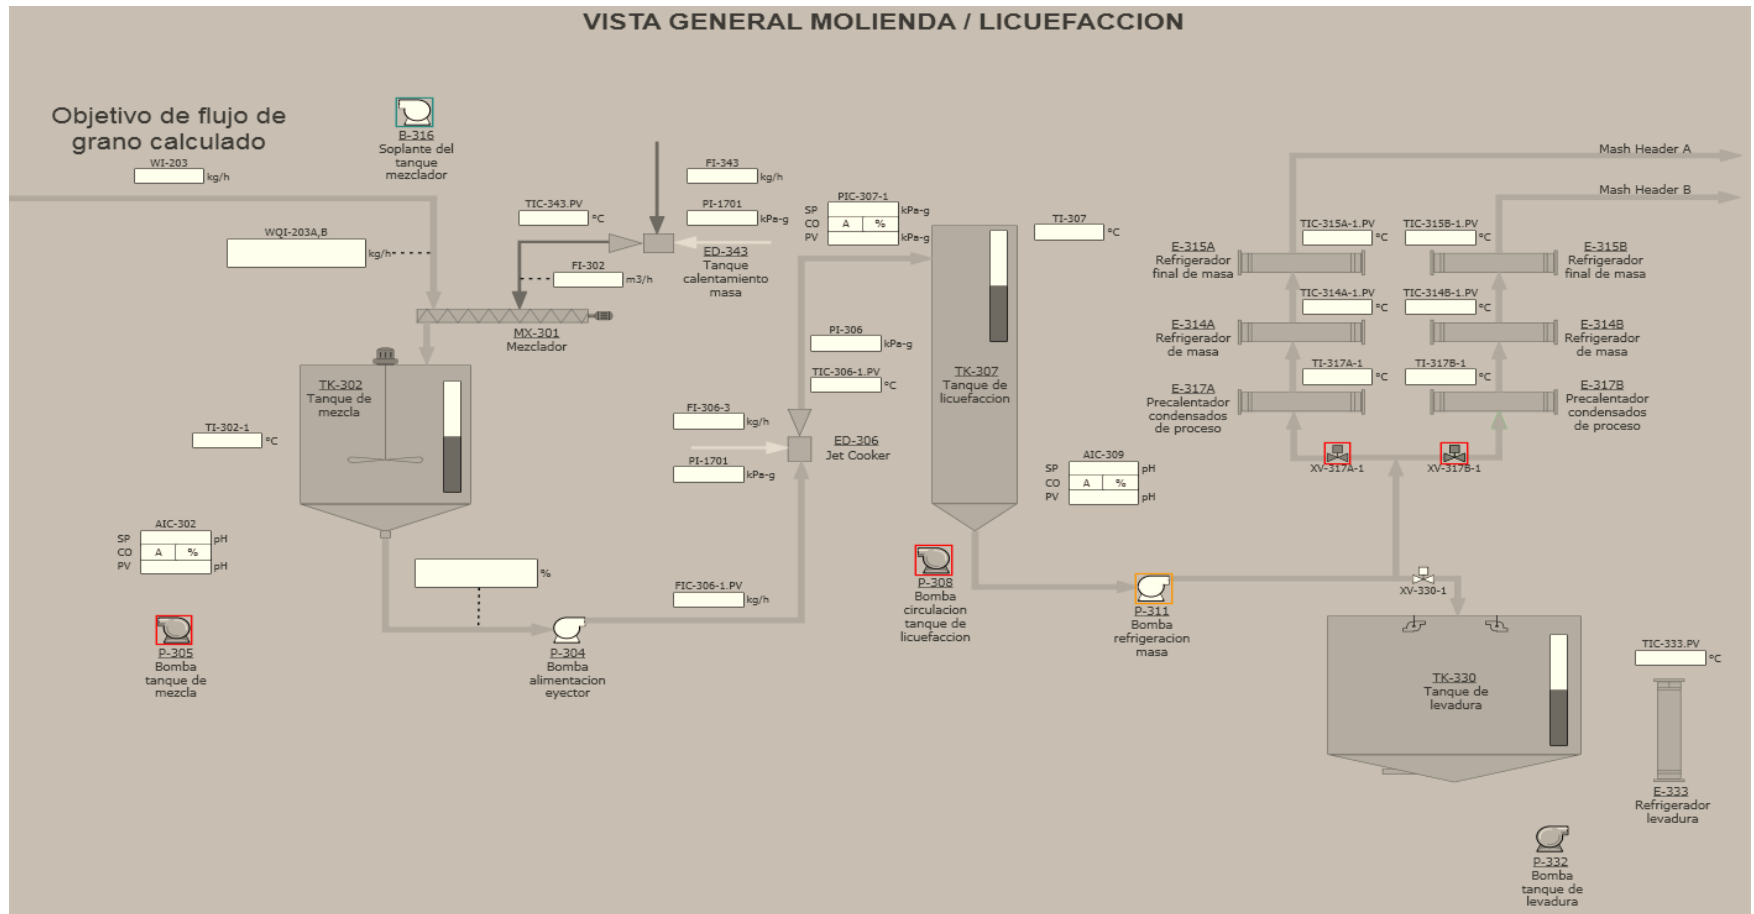 VISTA GENERAL MOLIENDA / LICUEFACCION
Objetivo de flujo de
grano calculado
WI-203
kg/h
B-316
Soplante del
tanque
mezclador
WQI-203A,B
kg/h
TIC-343.PV
°C
FI-343
kg/h
PI-1701
kPa-g
ED-343
Tanque
calentamiento
masa
FI-302
m3/h
MX-301
Mezclador
TK-302
Tanque de
mezcla
TI-302-1
°C
AIC-302
SP
pH
CO
A
%
PV
pH
P-305
Bomba
tanque de
mezcla
%
P-304
Bomba
alimentacion
eyector
FIC-306-1.PV
kg/h
FI-306-3
kg/h
PI-1701
kPa-g
PI-306
kPa-g
TIC-306-1.PV
°C
ED-306
Jet Cooker
PIC-307-1
SP
kPa-g
CO
A
%
PV
kPa-g
TI-307
°C
TK-307
Tanque de
licuefaccion
AIC-309
SP
pH
CO
A
%
PV
pH
P-308
Bomba
circulacion
tanque de
licuefaccion
P-311
Bomba
refrigeracion
masa
Mash Header A
Mash Header B
TIC-315A-1.PV
°C
TIC-315B-1.PV
°C
E-315A
Refrigerador
final de masa
E-315B
Refrigerador
final de masa
TIC-314A-1.PV
°C
TIC-314B-1.PV
°C
E-314A
Refrigerador
de masa
E-314B
Refrigerador
de masa
TI-317A-1
°C
TI-317B-1
°C
E-317A
Precalentador
condensados
de proceso
E-317B
Precalentador
condensados
de proceso
XV-317A-1
XV-317B-1
XV-330-1
TK-330
Tanque de
levadura
TIC-333.PV
°C
E-333
Refrigerador
levadura
P-332
Bomba
tanque de
levadura